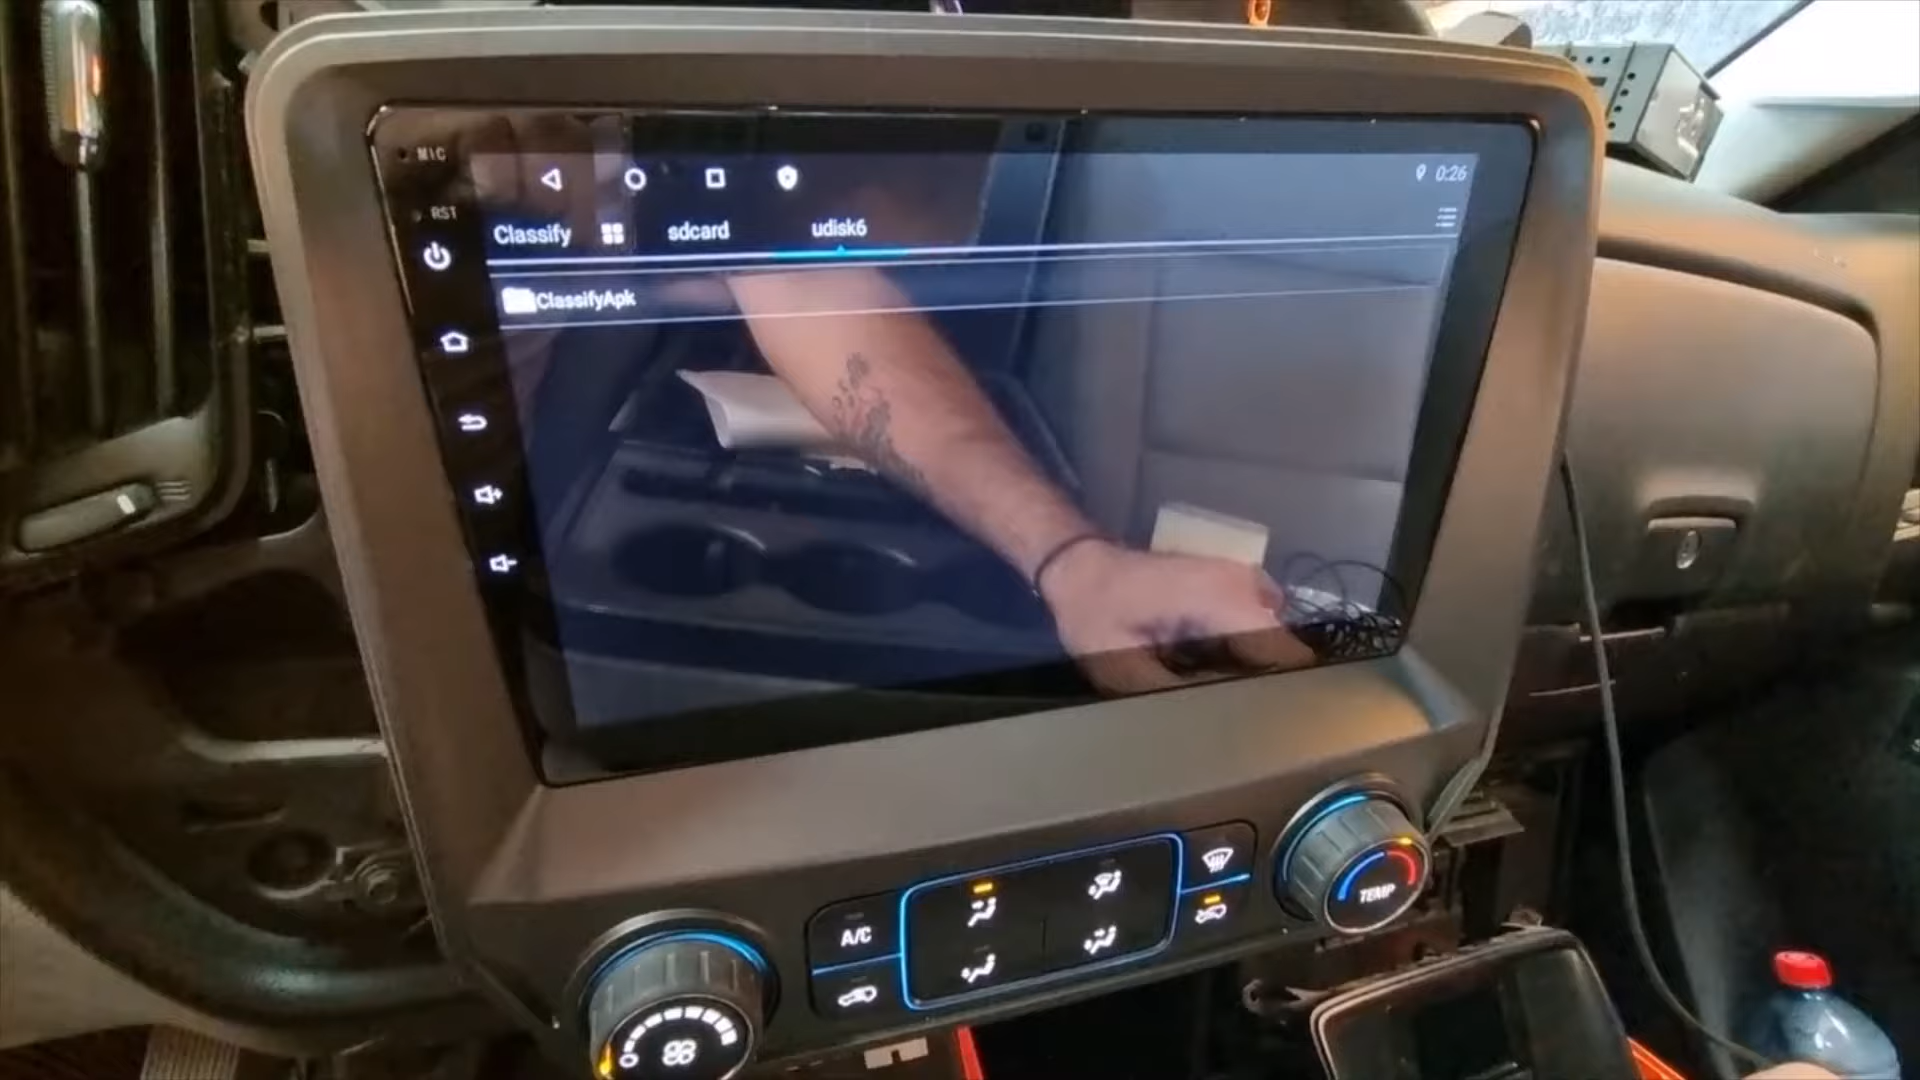 MIC
0:26
RST
Classify
sdcard
udisk6
ClassifyApk
A/C
TEMP